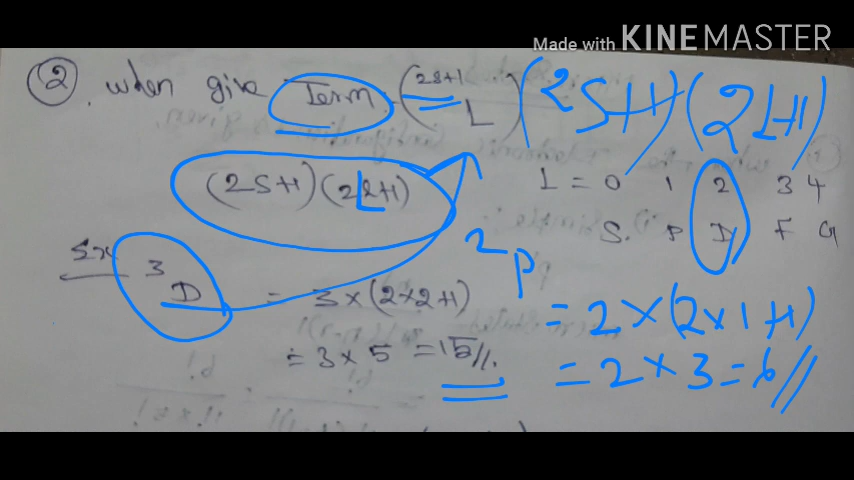 Made with KINEMASTER
② when give Term (2s+1 L) (2S+1)(2L+1)
(2S+1)(2L+1) L = 0 1 2 3 4
S. P D F G
Ex 3D = 3×(2×2+1) 2P = 2×(2×1+1)
= 3×5 = 15//. = 2×3=6//